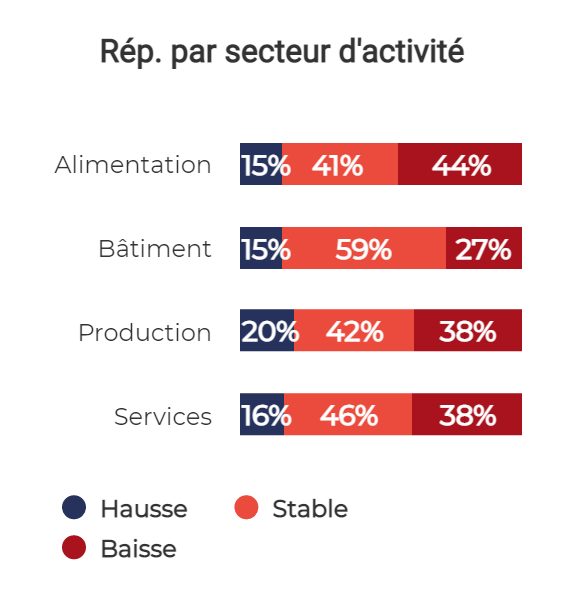 Rép. par secteur d'activité
Alimentation 15% 41% 44%
Bâtiment 15% 59% 27%
Production 20% 42% 38%
Services 16% 46% 38%
Hausse Stable
Baisse